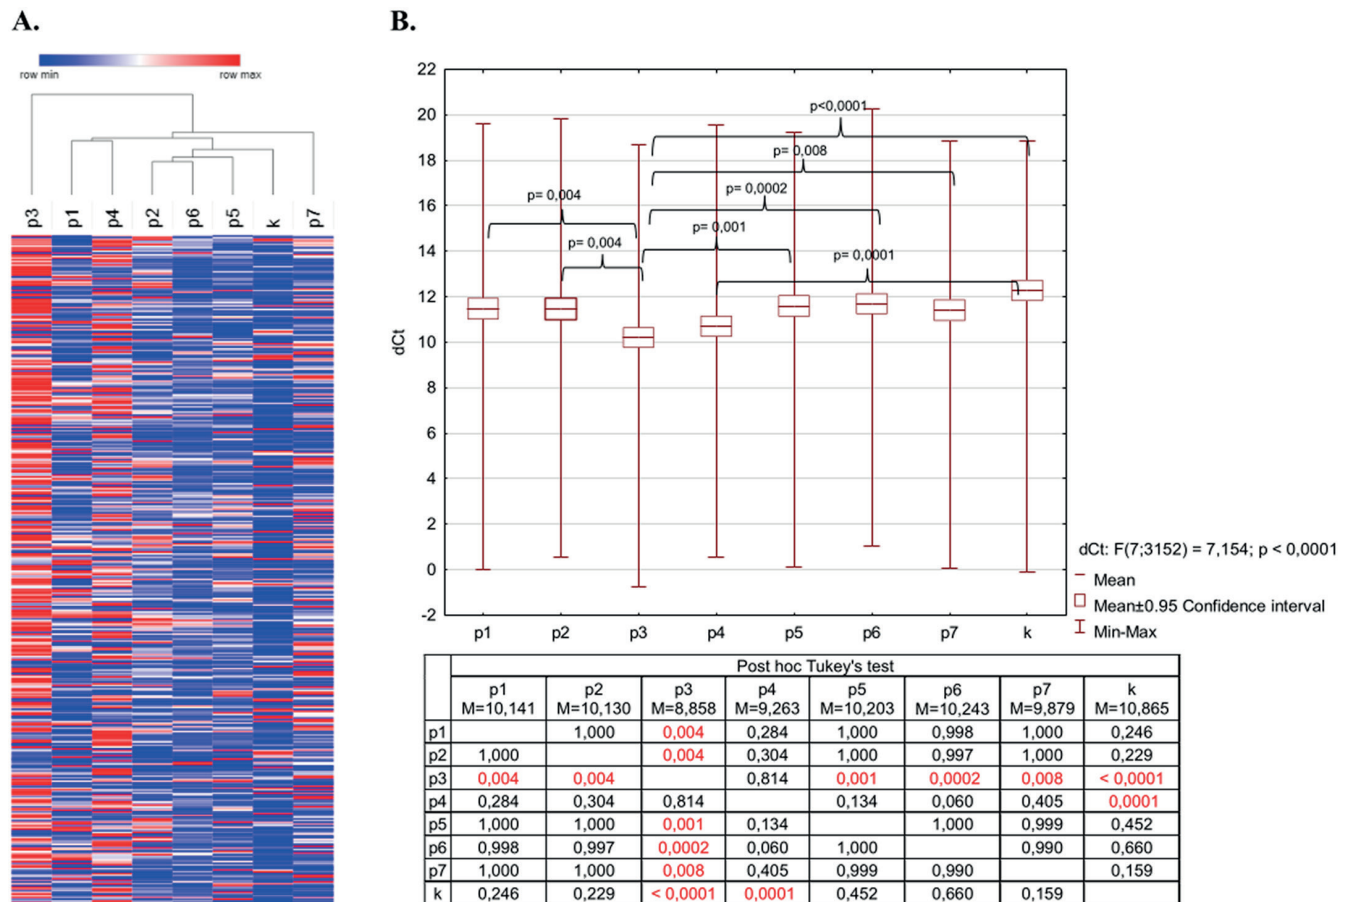 A.
row min row max
p3 p1 p4 p2 p6 p5 k p7
B.
22
20
18
16
14
12
10
8
6
4
2
0
-2
dCt
p<0,0001
p= 0,008
p= 0,0002
p= 0,004
p= 0,001
p= 0,004
p= 0,0001
p1 p2 p3 p4 p5 p6 p7 k
dCt: F(7;3152) = 7,154; p < 0,0001
Mean
Mean±0.95 Confidence interval
Min-Max
Post hoc Tukey's test
p1 p2 p3 p4 p5 p6 p7 k
M=10,141 M=10,130 M=8,858 M=9,263 M=10,203 M=10,243 M=9,879 M=10,865
p1 1,000 0,004 0,284 1,000 0,998 1,000 0,246
p2 1,000 0,004 0,304 1,000 0,997 1,000 0,229
p3 0,004 0,004 0,814 0,001 0,0002 0,008 < 0,0001
p4 0,284 0,304 0,814 0,134 0,060 0,405 0,0001
p5 1,000 1,000 0,001 0,134 1,000 0,999 0,452
p6 0,998 0,997 0,0002 0,060 1,000 0,990 0,660
p7 1,000 1,000 0,008 0,405 0,999 0,990 0,159
k 0,246 0,229 < 0,0001 0,0001 0,452 0,660 0,159